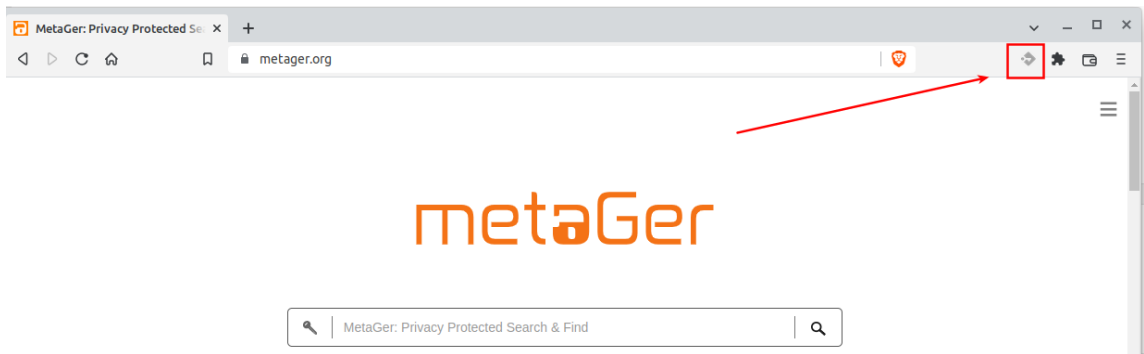 MetaGer: Privacy Protected Se
metager.org
metaGer
MetaGer: Privacy Protected Search & Find